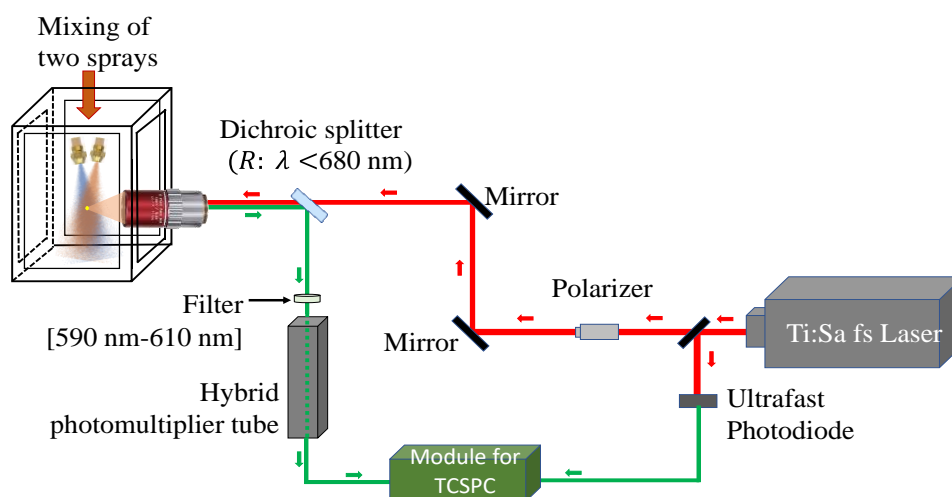 Mixing of
two sprays
Dichroic splitter
(R: λ <680 nm)
Mirror
Polarizer
Ti:Sa fs Laser
Filter
[590 nm-610 nm]
Mirror
Hybrid
photomultiplier tube
Ultrafast
Photodiode
Module for
TCSPC